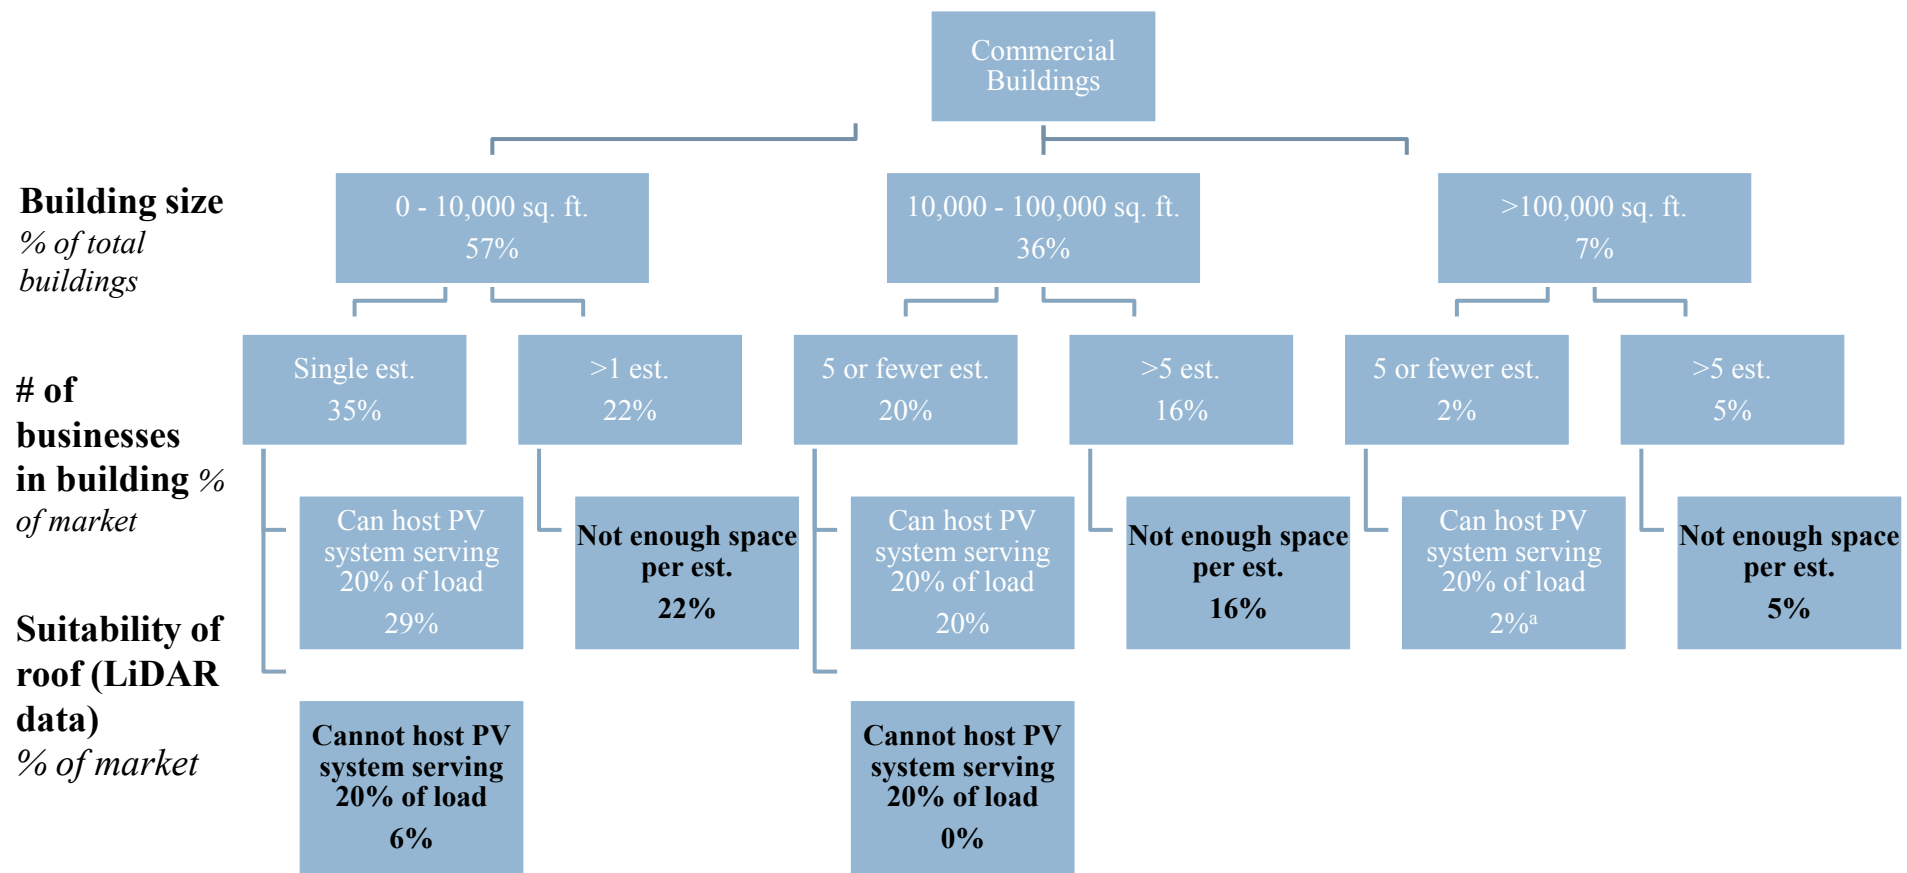 Commercial
Buildings
Building size
% of total
buildings
0 - 10,000 sq. ft.
57%
10,000 - 100,000 sq. ft.
36%
>100,000 sq. ft.
7%
# of
businesses
in building %
of market
Single est.
35%
>1 est.
22%
5 or fewer est.
20%
>5 est.
16%
5 or fewer est.
2%
>5 est.
5%
Suitability of
roof (LiDAR
data)
% of market
Can host PV
system serving
20% of load
29%
Not enough space
per est.
22%
Can host PV
system serving
20% of load
20%
Not enough space
per est.
16%
Can host PV
system serving
20% of load
2%ᵃ
Not enough space
per est.
5%
Cannot host PV
system serving
20% of load
6%
Cannot host PV
system serving
20% of load
0%